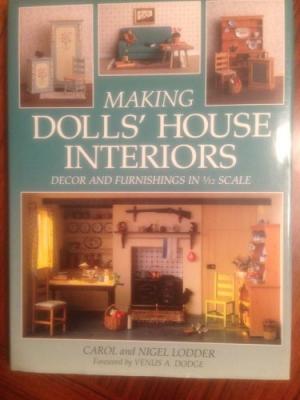 MAKING
DOLLS' HOUSE
INTERIORS
DECOR AND FURNISHINGS IN 1/12 SCALE
CAROL and NIGEL LODDER
Foreword by VENUS A. DODGE